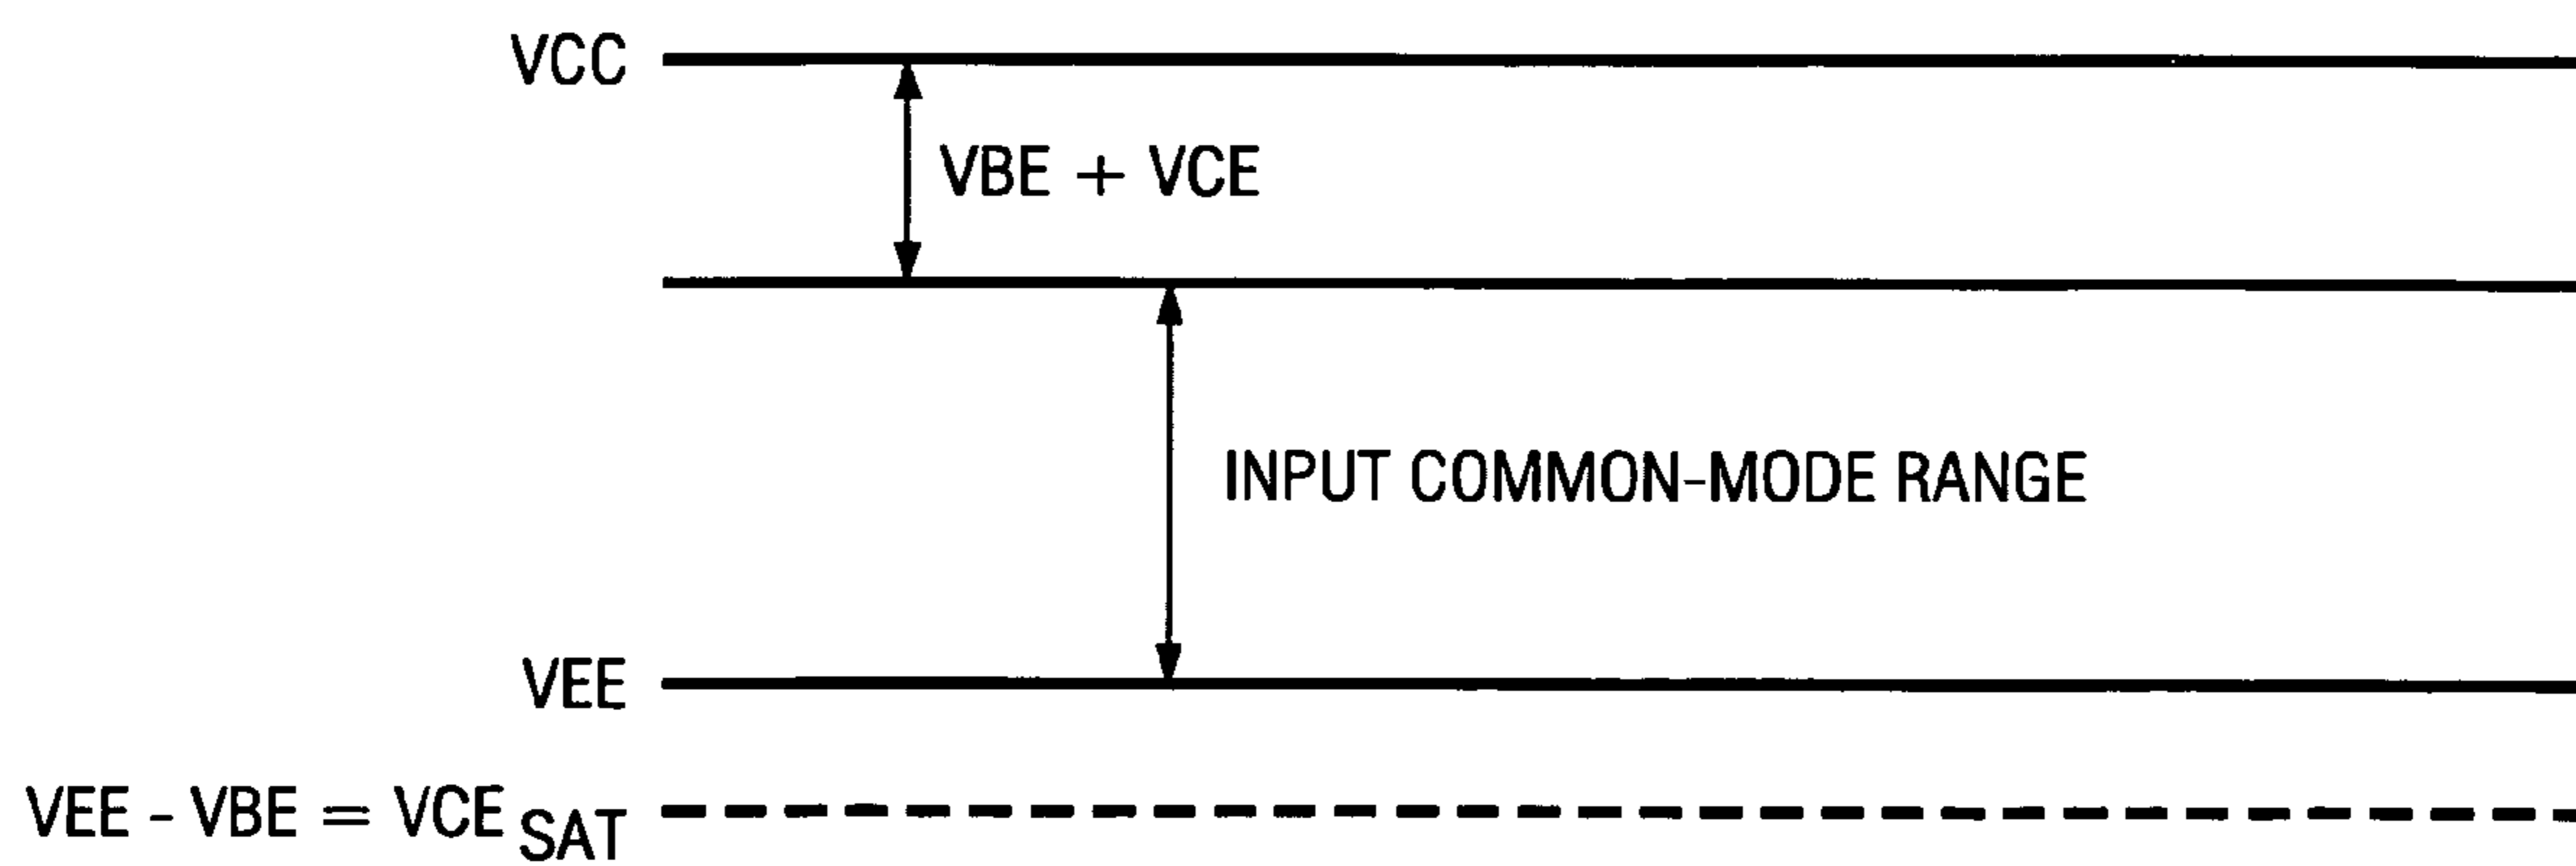 VCC
VBE + VCE
INPUT COMMON-MODE RANGE
VEE
VEE - VBE = VCE SAT